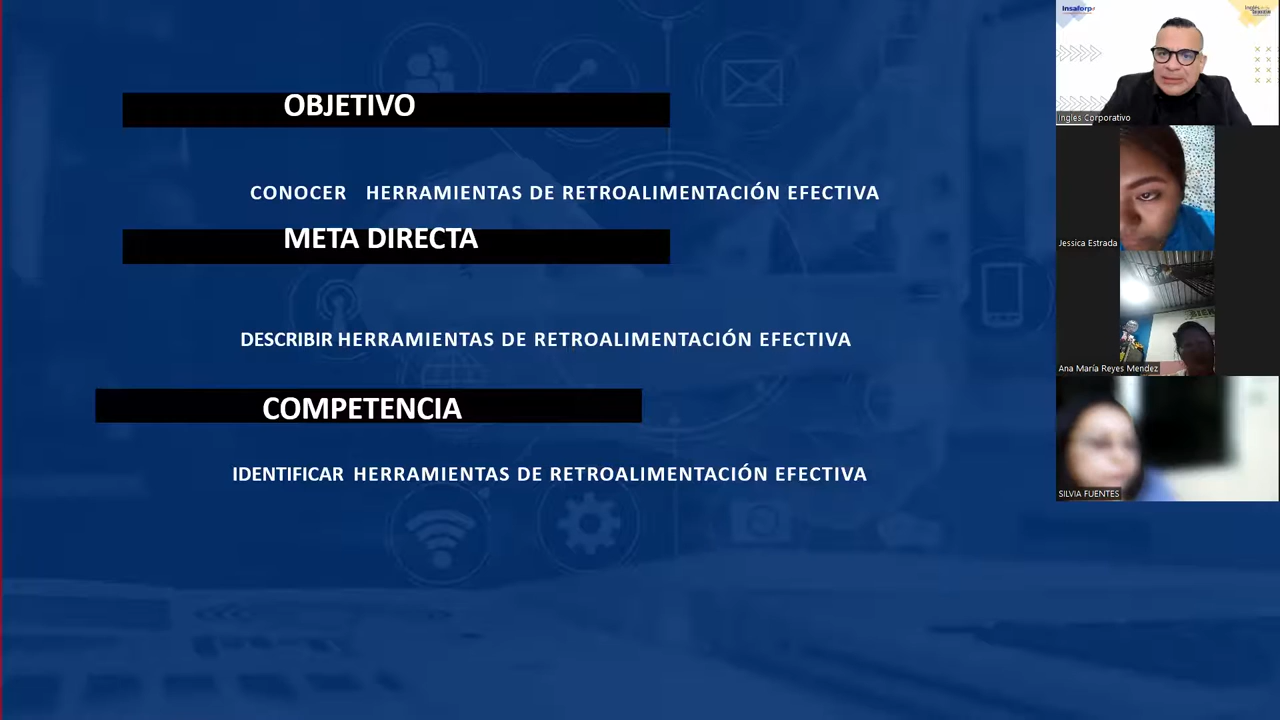 OBJETIVO
CONOCER HERRAMIENTAS DE RETROALIMENTACIÓN EFECTIVA
META DIRECTA
DESCRIBIR HERRAMIENTAS DE RETROALIMENTACIÓN EFECTIVA
COMPETENCIA
IDENTIFICAR HERRAMIENTAS DE RETROALIMENTACIÓN EFECTIVA
Insaforp
Ingles Corporativo
Jessica Estrada
Ana María Reyes Mendez
SILVIA FUENTES